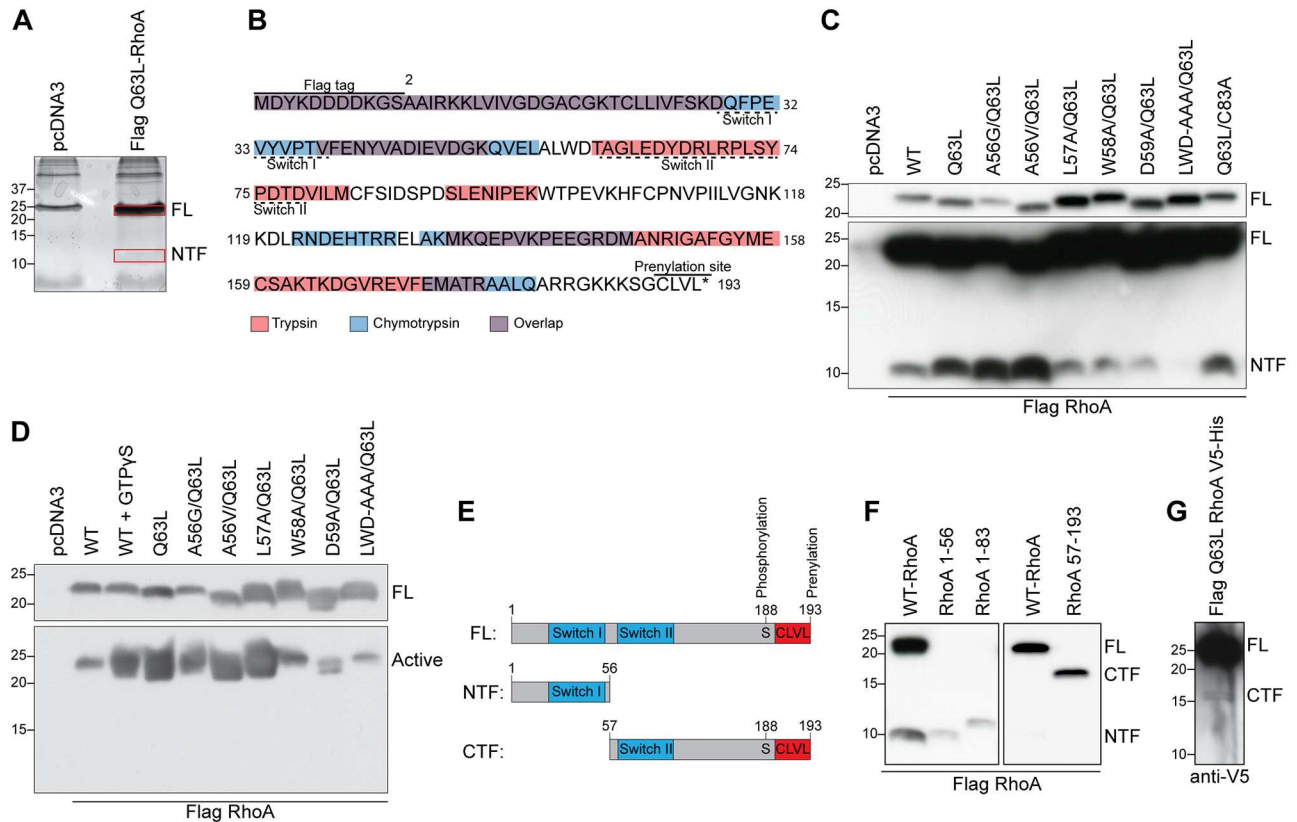 A
pcDNA3
Flag Q63L-RhoA
37
25
20
15
10
FL
NTF
B
Flag tag
2
MDYKDDDDKGSAAIRKKLVIVGDGACGKTCLLIVFSKDQFPE 32
Switch I
33 VYVPTVFENYVADIEVDGKQVELALWDTAGLEDYDRLRPLSY 74
Switch I
Switch II
75 PDTDVILMCFSIDSPDSLENIPEKWTPEVKHFCPNVPIILVGNK 118
Switch II
119 KDLRNDEHTRRELAKMKQEPVKPEEGRDMANRIGAFGYME 158
Prenylation site
159 CSAKTKDGVREVFEMATRAALQARRGKKKSGCLVL* 193
Trypsin
Chymotrypsin
Overlap
C
pcDNA3
WT
Q63L
A56G/Q63L
A56V/Q63L
L57A/Q63L
W58A/Q63L
D59A/Q63L
LWD-AAA/Q63L
Q63L/C83A
25
20
FL
20
15
10
FL
NTF
Flag RhoA
D
pcDNA3
WT
WT + GTPγS
Q63L
A56G/Q63L
A56V/Q63L
L57A/Q63L
W58A/Q63L
D59A/Q63L
LWD-AAA/Q63L
25
20
FL
25
20
15
Active
Flag RhoA
E
Phosphorylation
Prenylation
1 188 193
FL: Switch I Switch II S CLVL
1 56
NTF: Switch I
57 188 193
CTF: Switch II S CLVL
F
WT-RhoA
RhoA 1-56
RhoA 1-83
WT-RhoA
RhoA 57-193
25
20
15
10
FL
CTF
NTF
Flag RhoA
G
Flag Q63L RhoA V5-His
25
20
15
10
FL
CTF
anti-V5